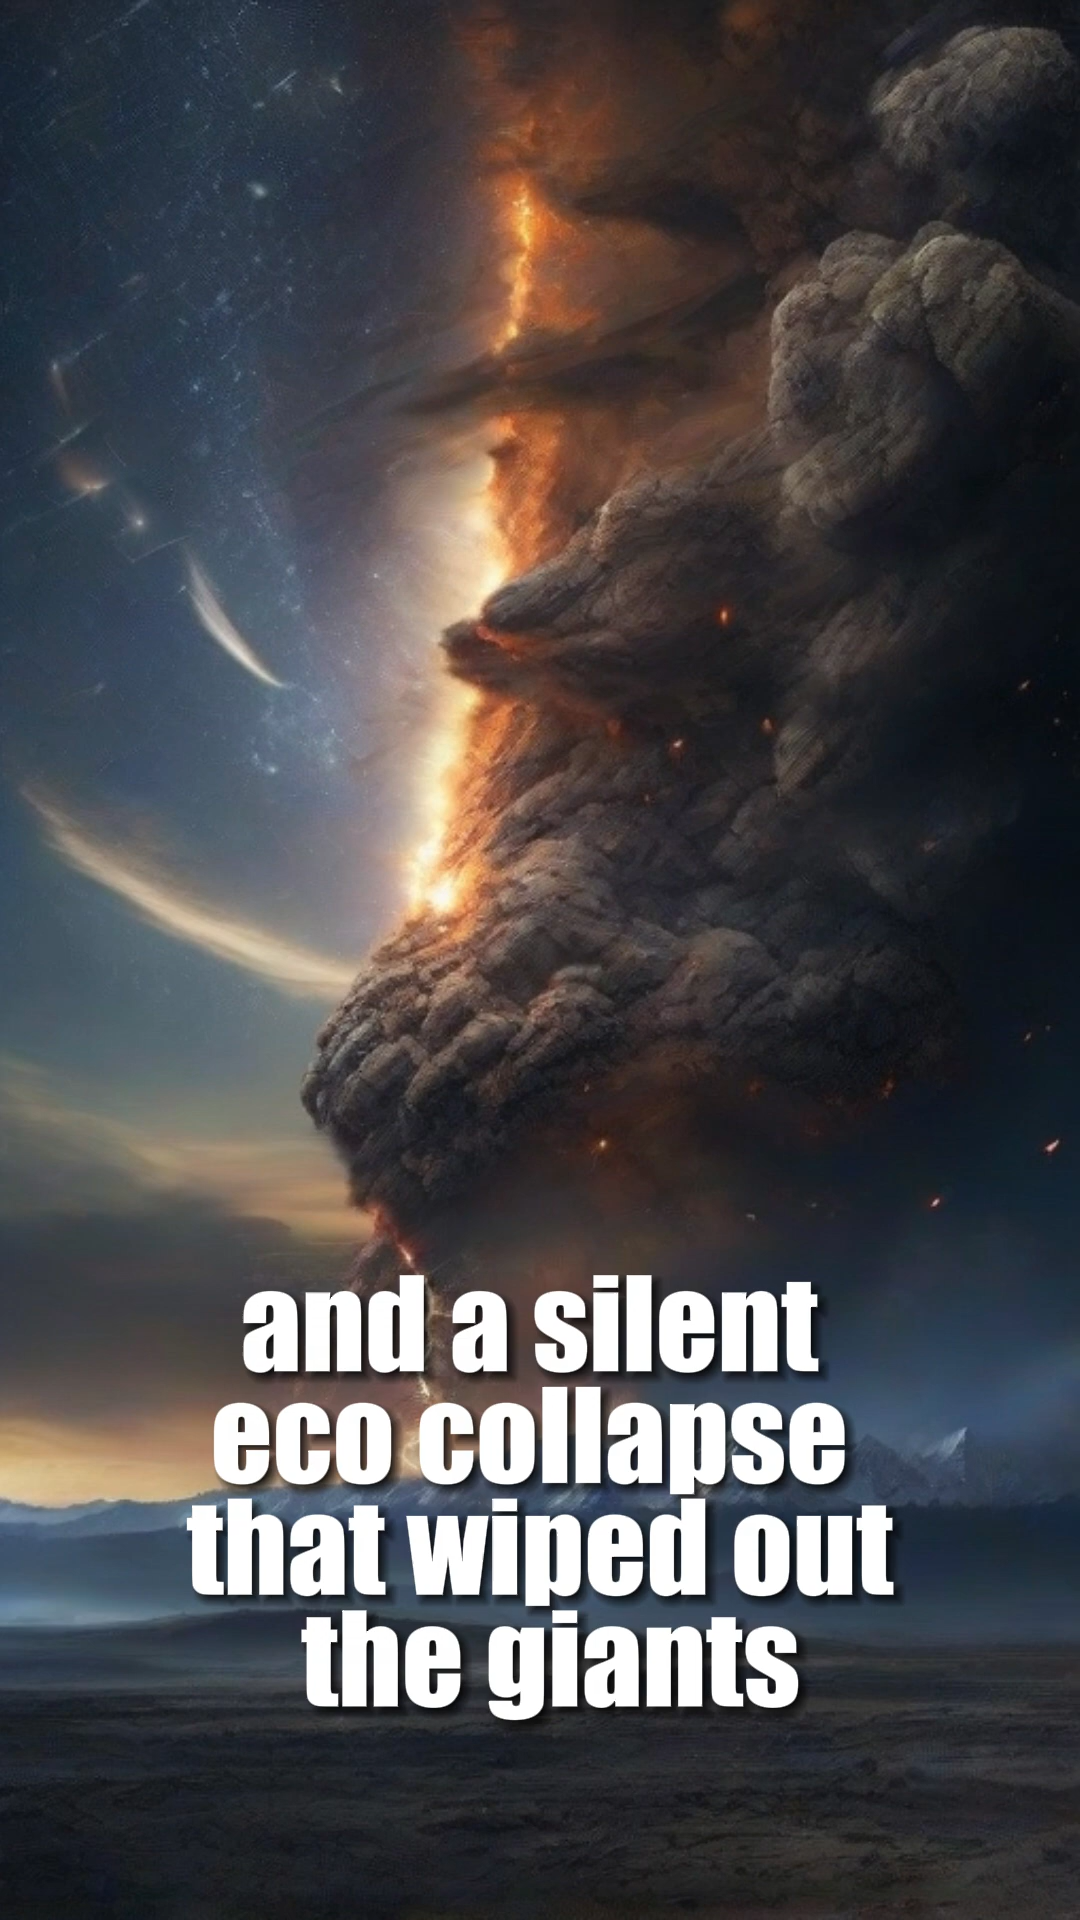 and a silent
eco collapse
that wiped out
the giants